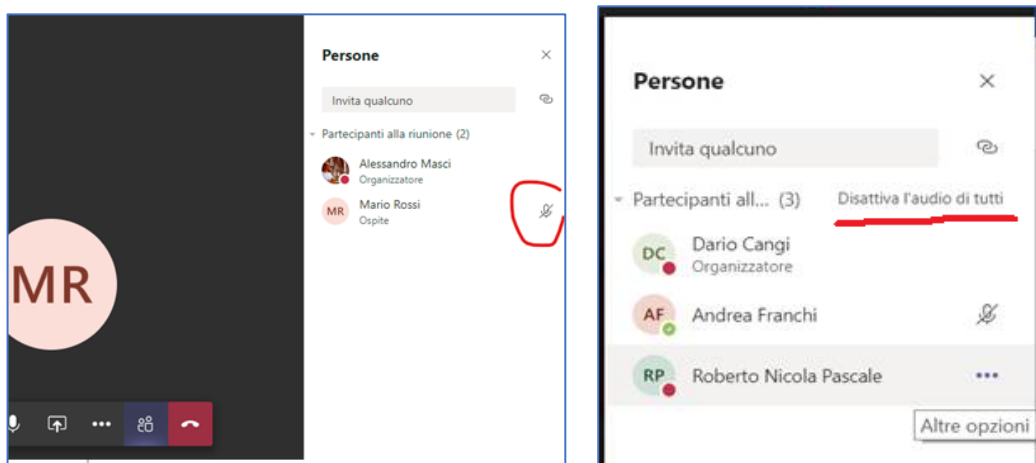 Persone
Invita qualcuno
Partecipanti alla riunione (2)
Alessandro Masci
Organizzatore
MR
Mario Rossi
Ospite
MR
Persone
Invita qualcuno
Partecipanti all... (3) Disattiva l'audio di tutti
DC
Dario Cangi
Organizzatore
AF Andrea Franchi
RP Roberto Nicola Pascale
Altre opzioni